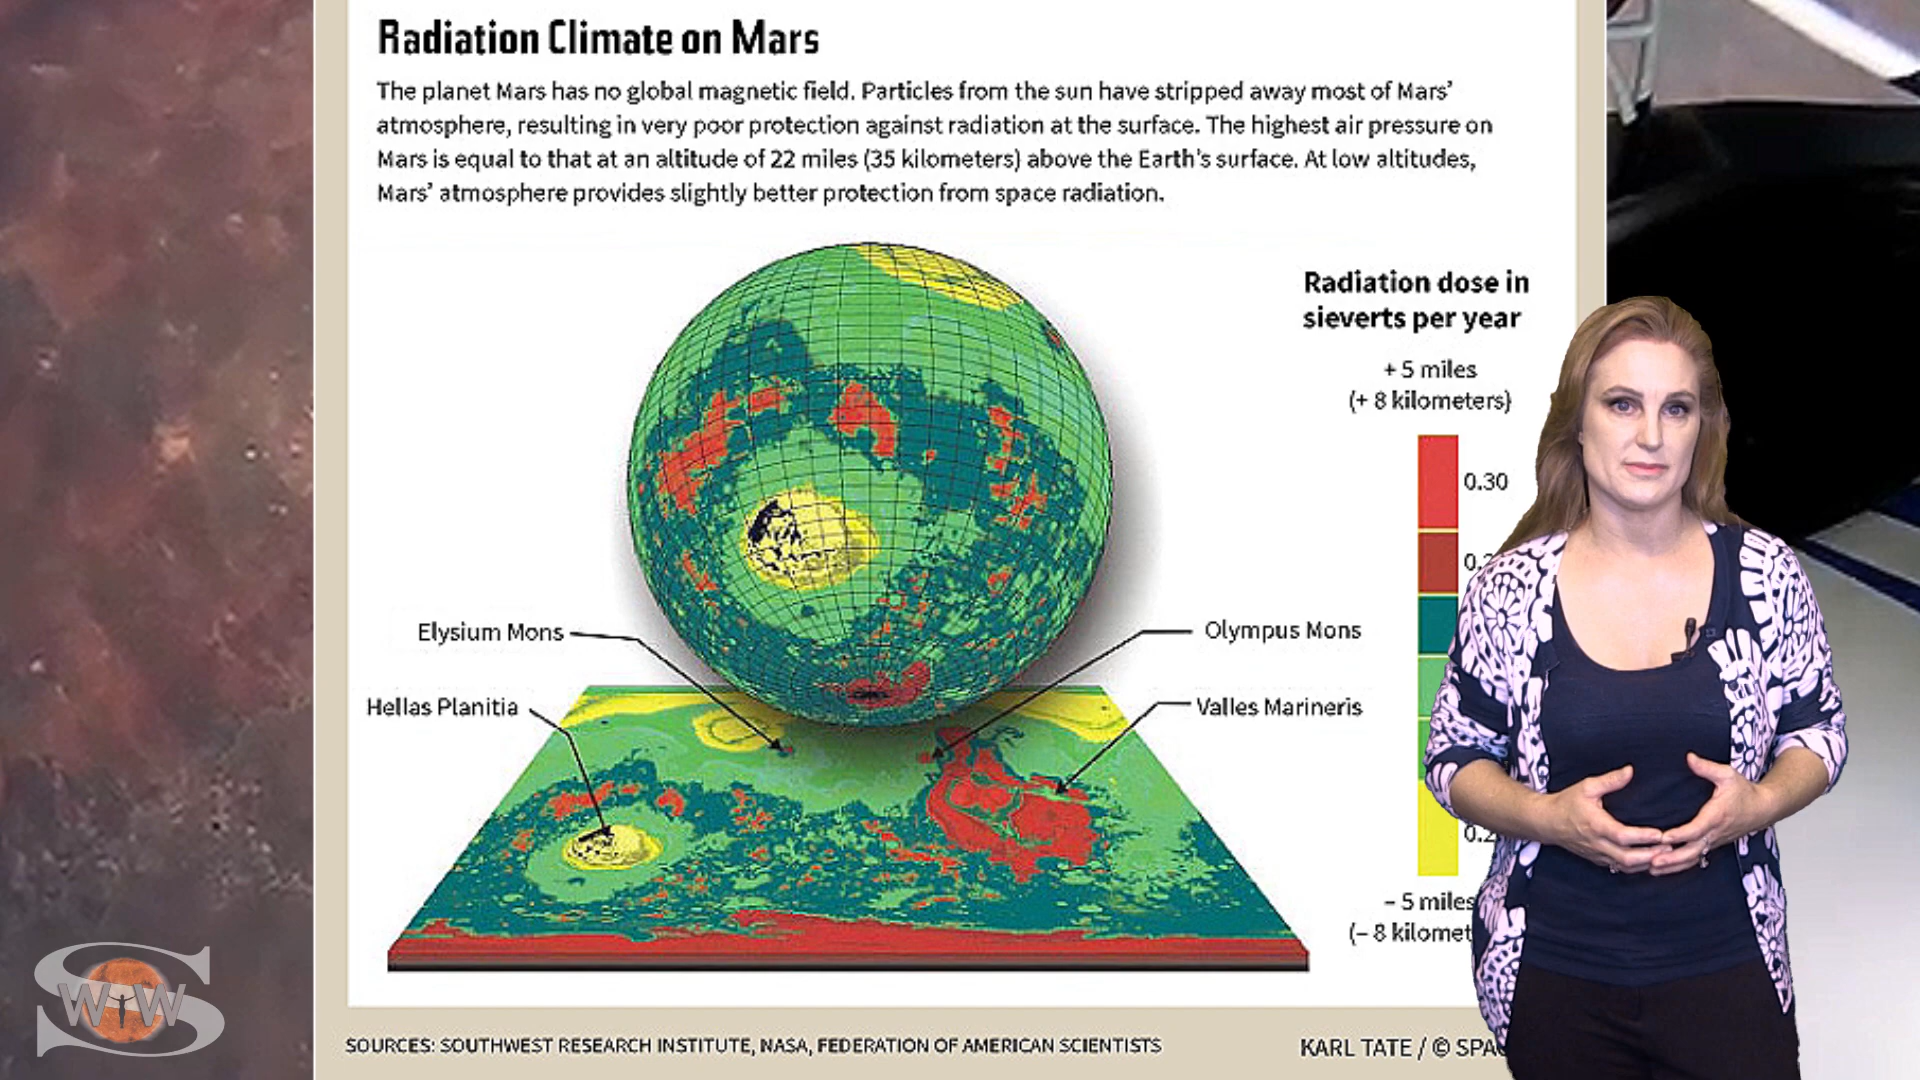 Radiation Climate on Mars
The planet Mars has no global magnetic field. Particles from the sun have stripped away most of Mars'
atmosphere, resulting in very poor protection against radiation at the surface. The highest air pressure on
Mars is equal to that at an altitude of 22 miles (35 kilometers) above the Earth's surface. At low altitudes,
Mars' atmosphere provides slightly better protection from space radiation.
Radiation dose in
sieverts per year
+ 5 miles
(+ 8 kilometers)
0.30
Elysium Mons
Olympus Mons
Hellas Planitia
Valles Marineris
– 5 miles
(– 8
SOURCES: SOUTHWEST RESEARCH INSTITUTE, NASA, FEDERATION OF AMERICAN SCIENTISTS
KARL TATE / ©
S
WW